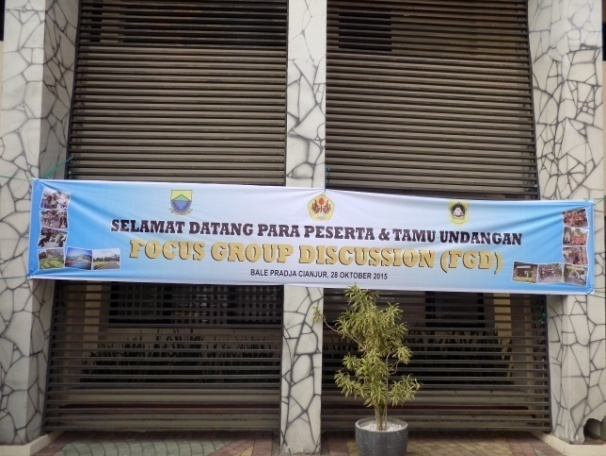 SELAMAT DATANG PARA PESERTA & TAMU UNDANGAN
FOCUS GROUP DISCUSSION (FGD)
BALE PRADJA CIANJUR, 28 OKTOBER 2015